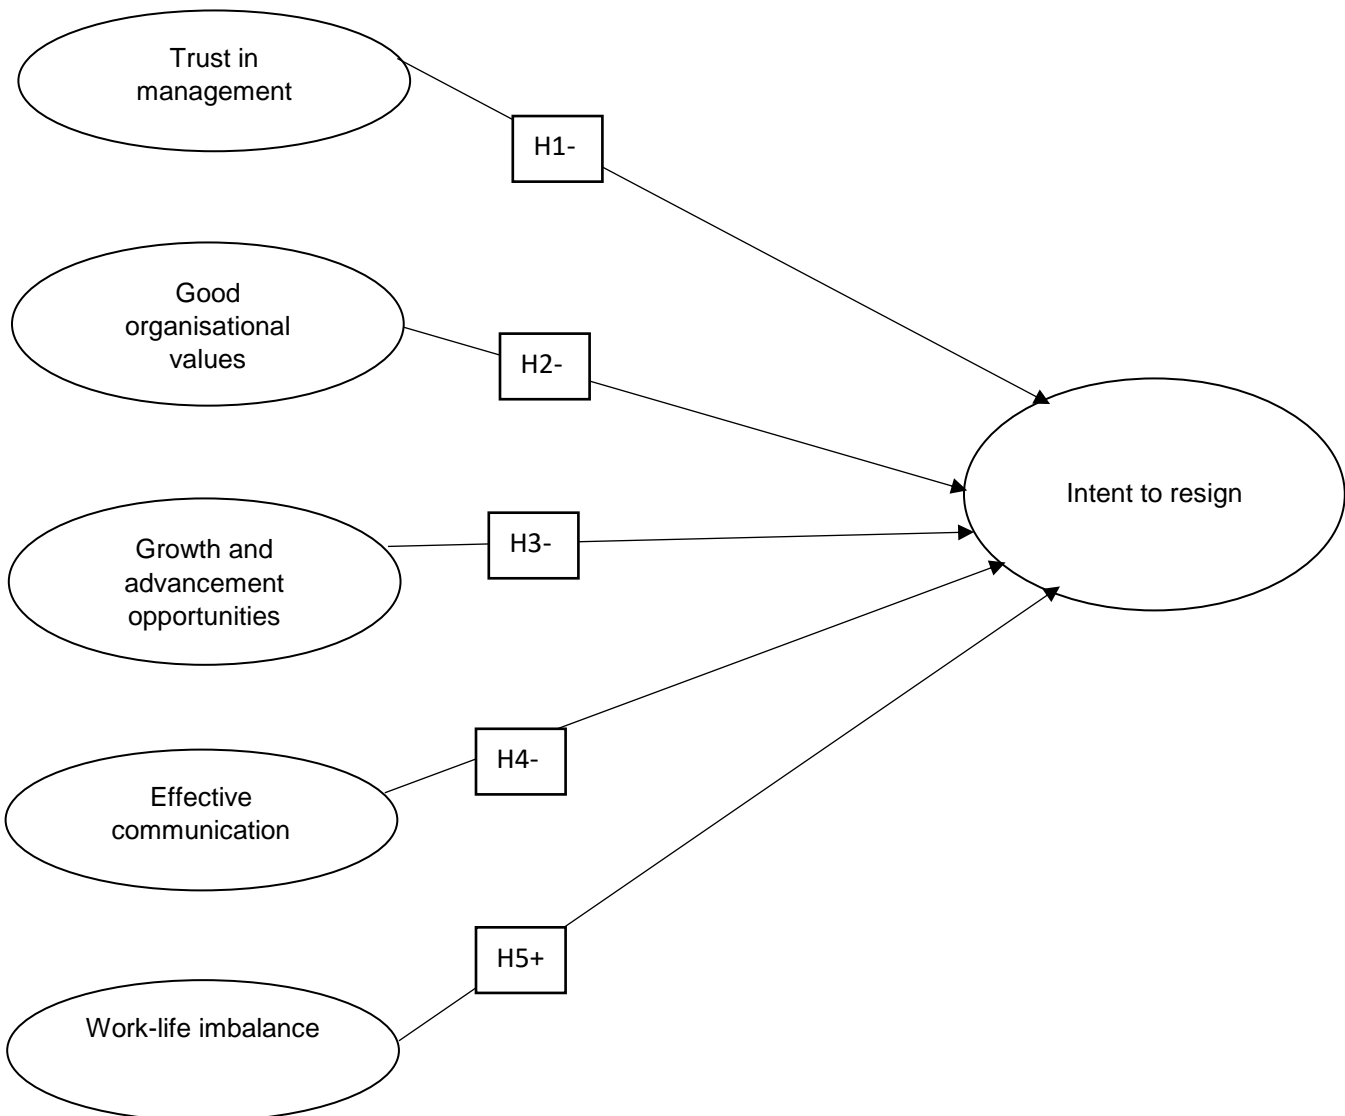 Trust in
management
H1-
Good
organisational
values
H2-
Intent to resign
Growth and
advancement
opportunities
H3-
Effective
communication
H4-
Work-life imbalance
H5+